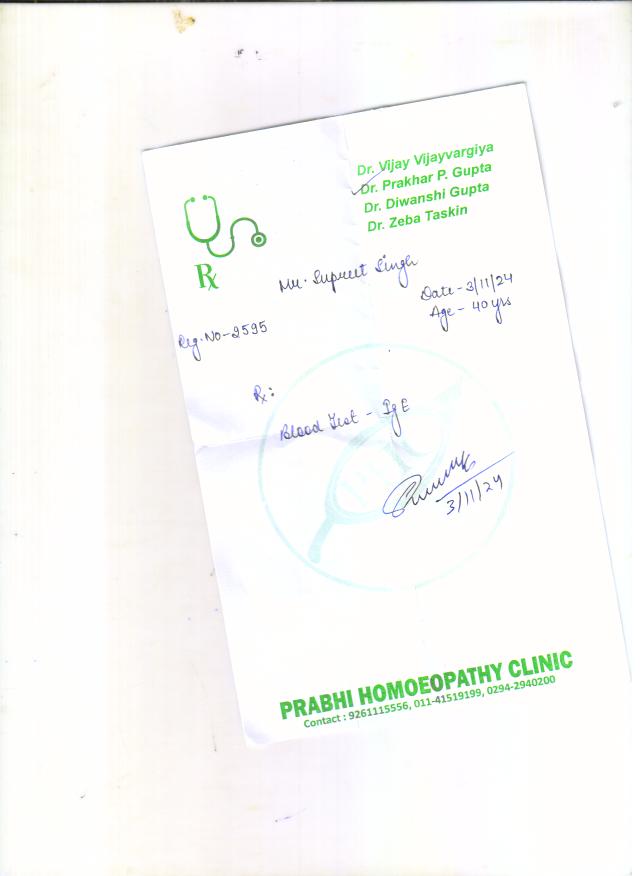 Dr. Vijay Vijayvargiya
Dr. Prakhar P. Gupta
Dr. Diwanshi Gupta
Dr. Zeba Taskin
Rx
Mr. Supreet Singh
Date - 3/11/24
Age - 40 yrs
Reg. No - 2595
Rx:
Blood Test - IgE
3/11/24
PRABHI HOMOEOPATHY CLINIC
Contact : 9261115556, 011-41519199, 0294-2940200